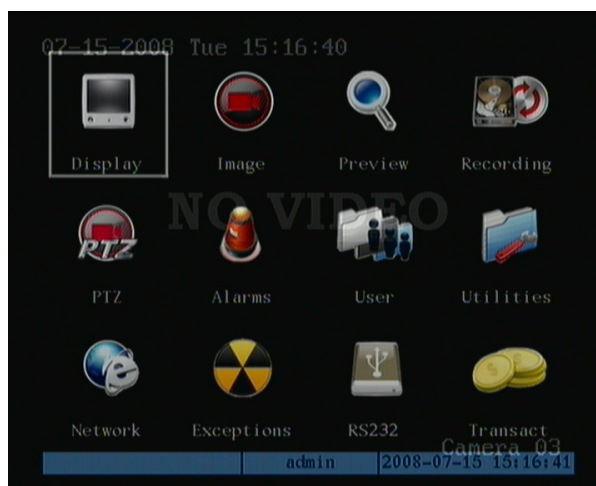 07-15-2008 Tue 15:16:40
Display Image Preview Recording
NO VIDEO
PTZ
PTZ Alarms User Utilities
Network Exceptions RS232 Transact
Camera 03
admin 2008-07-15 15:16:41